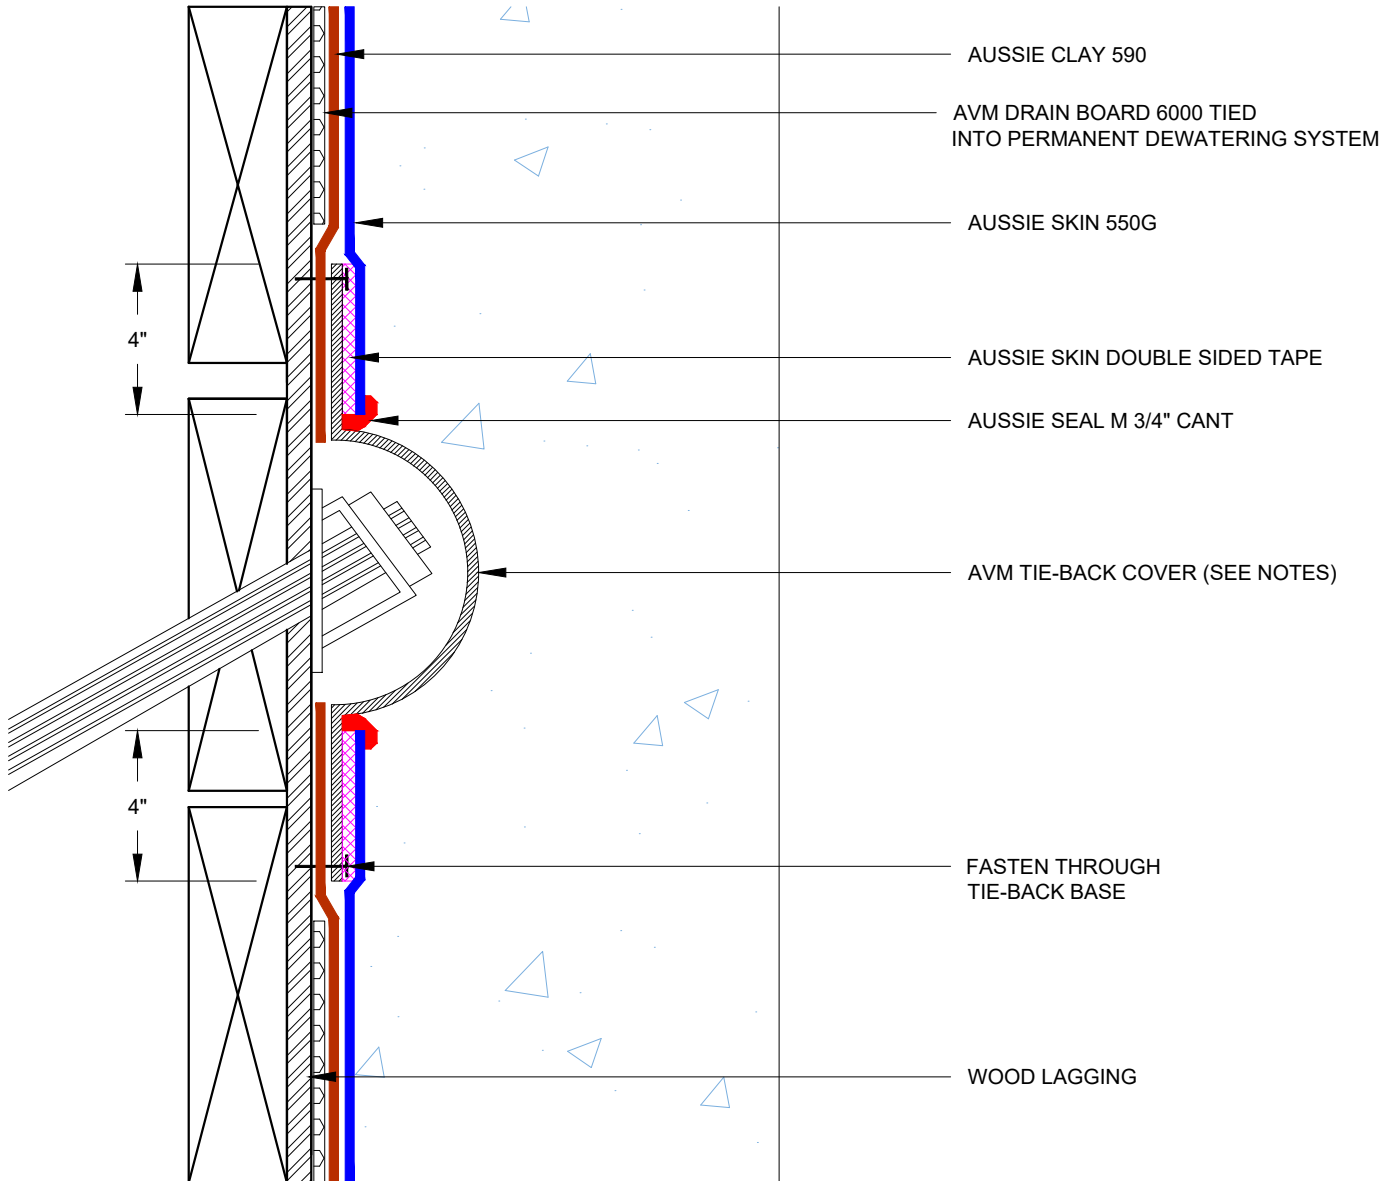 AUSSIE CLAY 590
AVM DRAIN BOARD 6000 TIED
INTO PERMANENT DEWATERING SYSTEM
AUSSIE SKIN 550G
4"
AUSSIE SKIN DOUBLE SIDED TAPE
AUSSIE SEAL M 3/4" CANT
AVM TIE-BACK COVER (SEE NOTES)
4"
FASTEN THROUGH
TIE-BACK BASE
WOOD LAGGING